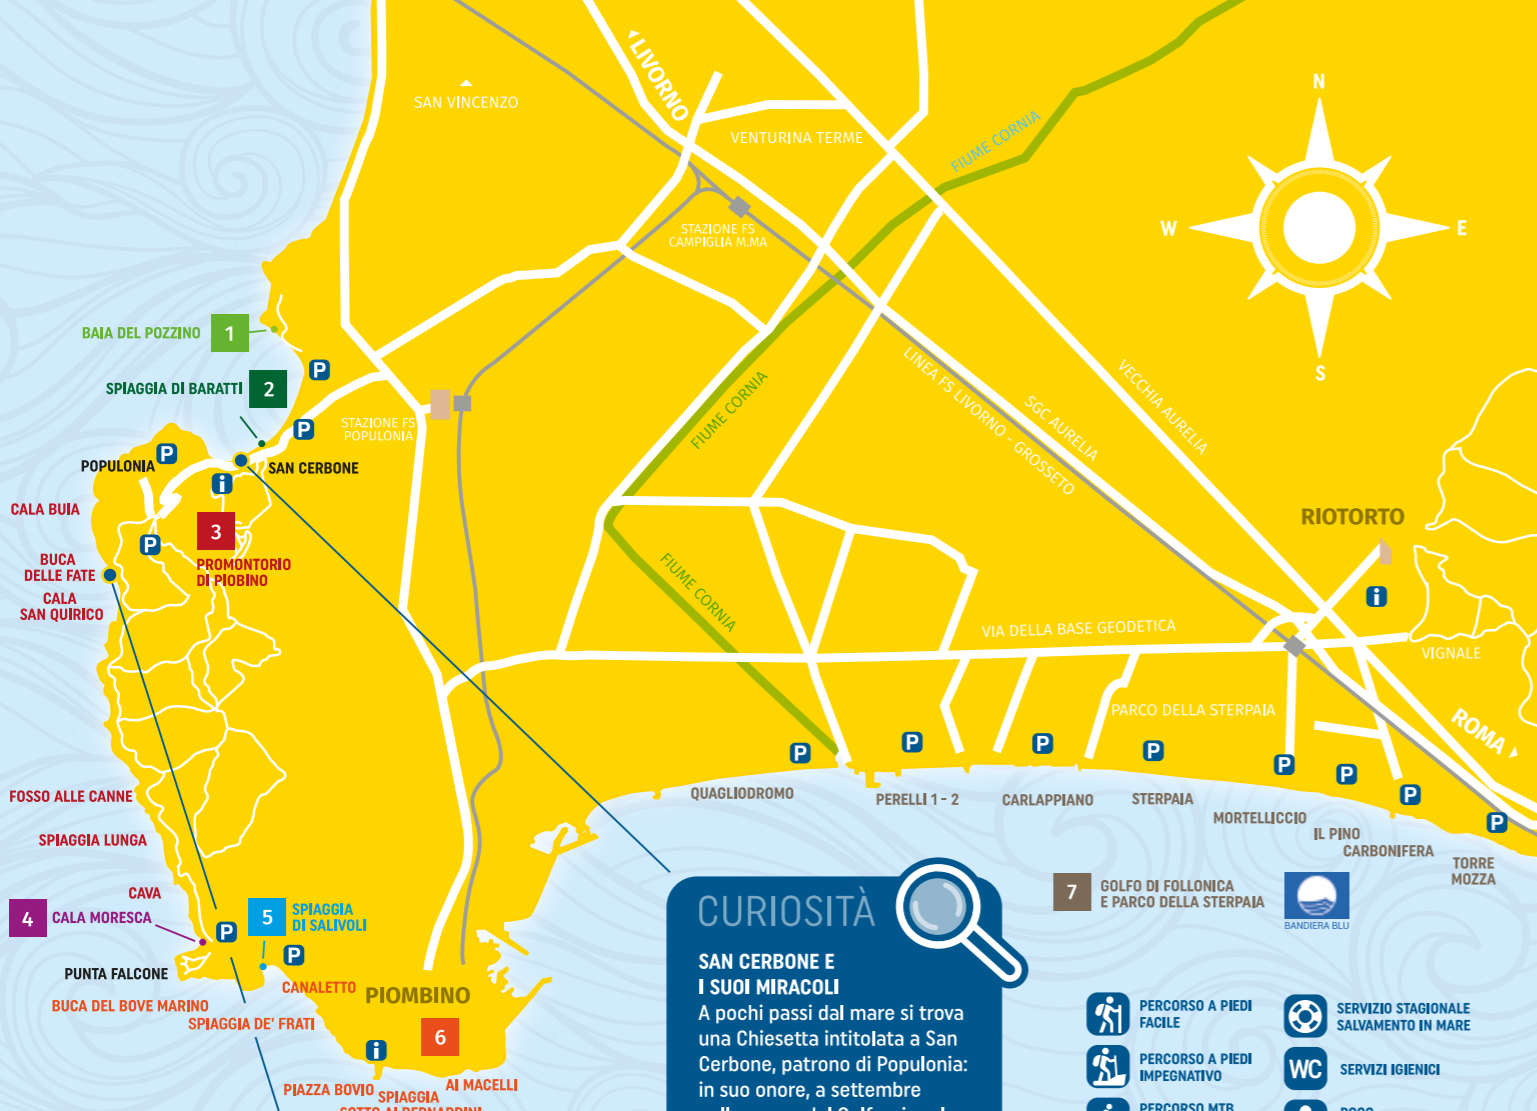 LIVORNO
SAN VINCENZO
VENTURINA TERME
FIUME CORNIA
N
W
E
S
STAZIONE FS
CAMPIGLIA M.MA
BAIA DEL POZZINO
1
SPIAGGIA DI BARATTI
2
P
P
STAZIONE FS
POPULONIA
FIUME CORNIA
LINEA FS LIVORNO - GROSSETO
SGC AURELIA
VECCHIA AURELIA
POPULONIA
P
SAN CERBONE
i
CALA BUIA
3
P
PROMONTORIO
DI PIOBINO
BUCA
DELLE FATE
CALA
SAN QUIRICO
FIUME CORNIA
RIOTORTO
i
VIA DELLA BASE GEODETICA
VIGNALE
PARCO DELLA STERPAIA
ROMA
P
P
P
P
P
P
P
P
QUAGLIODROMO
PERELLI 1 - 2
CARLAPPIANO
STERPAIA
MORTELLICCIO
IL PINO
CARBONIFERA
TORRE
MOZZA
FOSSO ALLE CANNE
SPIAGGIA LUNGA
CAVA
4
CALA MORESCA
5
SPIAGGIA
DI SALIVOLI
P
P
PUNTA FALCONE
CANALETTO
BUCA DEL BOVE MARINO
SPIAGGIA DE' FRATI
PIOMBINO
6
i
PIAZZA BOVIO
SPIAGGIA
AI MACELLI
7
GOLFO DI FOLLONICA
E PARCO DELLA STERPAIA
BANDIERA BLU
CURIOSITÀ
SAN CERBONE E
I SUOI MIRACOLI
A pochi passi dal mare si trova
una Chiesetta intitolata a San
Cerbone, patrono di Populonia:
in suo onore, a settembre
PERCORSO A PIEDI
FACILE
PERCORSO A PIEDI
IMPEGNATIVO
PERCORSO MTB
SERVIZIO STAGIONALE
SALVAMENTO IN MARE
WC
SERVIZI IGIENICI